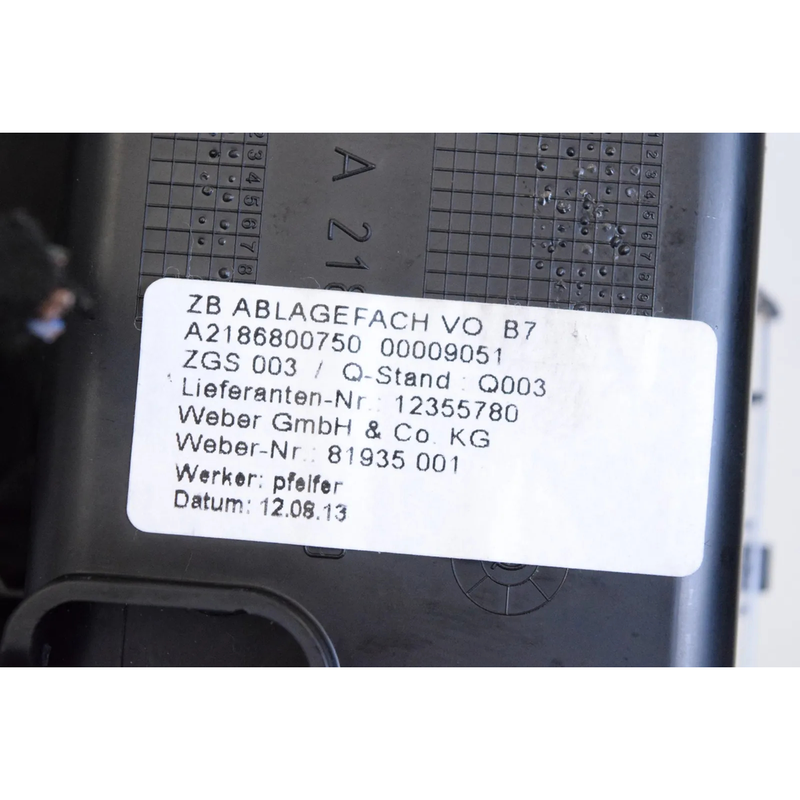 A 218
ZB ABLAGEFACH VO. B7
A2186800750 00009051
ZGS 003 / Q-Stand : Q003
Lieferanten-Nr.: 12355780
Weber GmbH & Co. KG
Weber-Nr.: 81935 001
Werker: pfeifer
Datum: 12.08.13